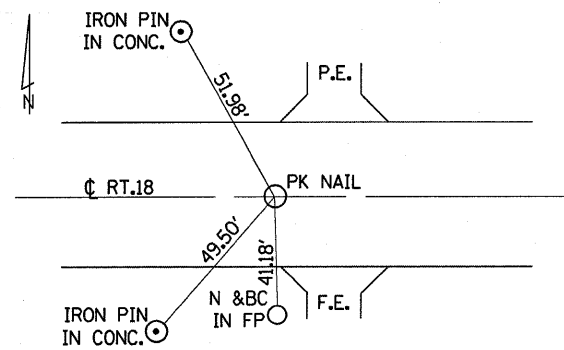 IRON PIN
IN CONC.
N
51.98'
P.E.
℄ RT.18
PK NAIL
49.50'
41.18'
N &BC
IN FP
F.E.
IRON PIN
IN CONC.